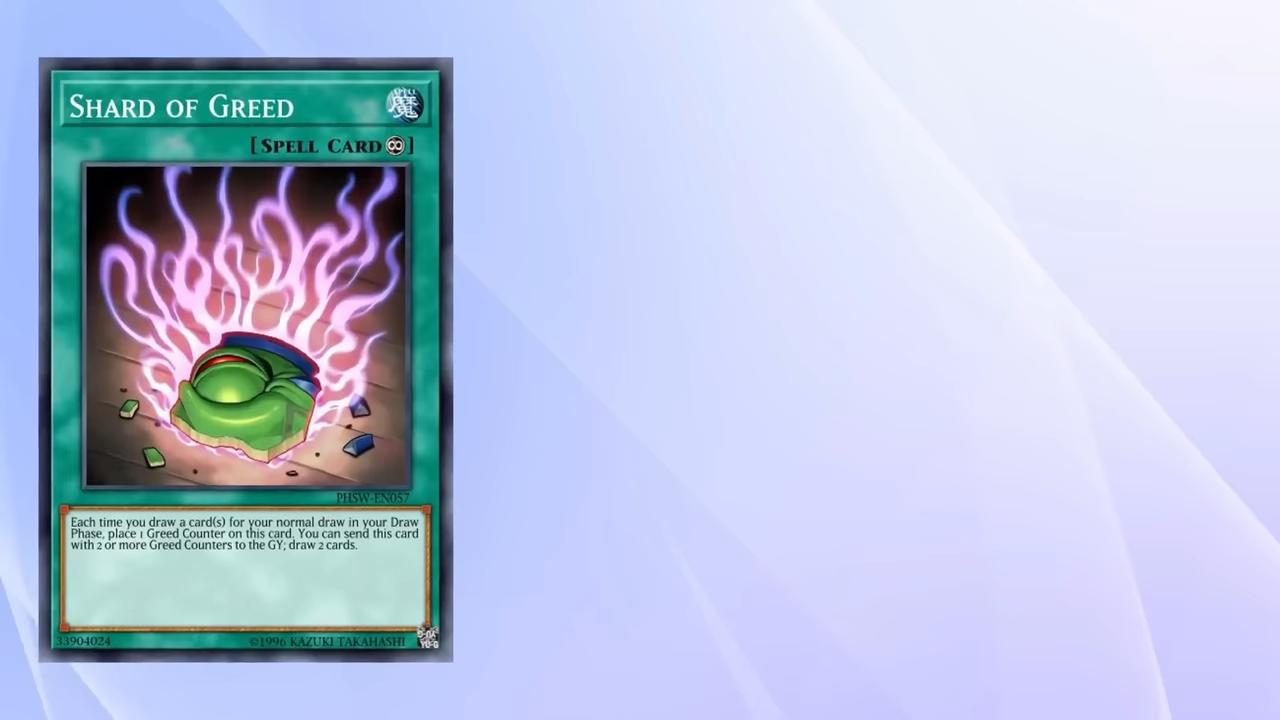 SHARD OF GREED
魔
[SPELL CARD]
PHSW-EN057
Each time you draw a card(s) for your normal draw in your Draw
Phase, place 1 Greed Counter on this card. You can send this card
with 2 or more Greed Counters to the GY; draw 2 cards.
33904024 ©1996 KAZUKI TAKAHASHI